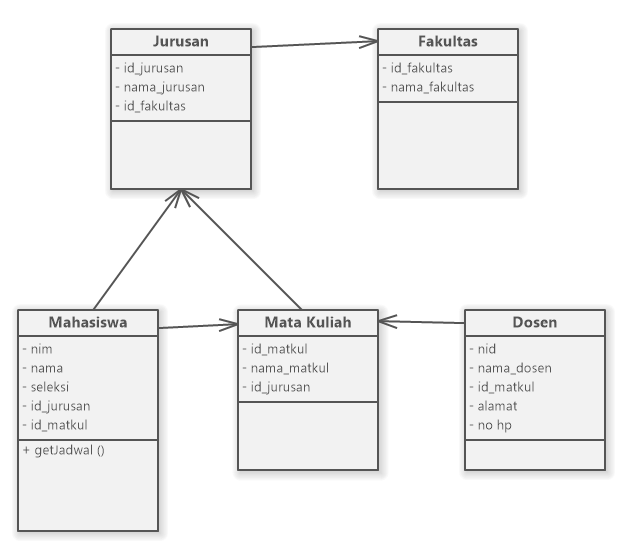 Jurusan
- id_jurusan
- nama_jurusan
- id_fakultas
Fakultas
- id_fakultas
- nama_fakultas
Mahasiswa
- nim
- nama
- seleksi
- id_jurusan
- id_matkul
+ getJadwal ()
Mata Kuliah
- id_matkul
- nama_matkul
- id_jurusan
Dosen
- nid
- nama_dosen
- id_matkul
- alamat
- no hp